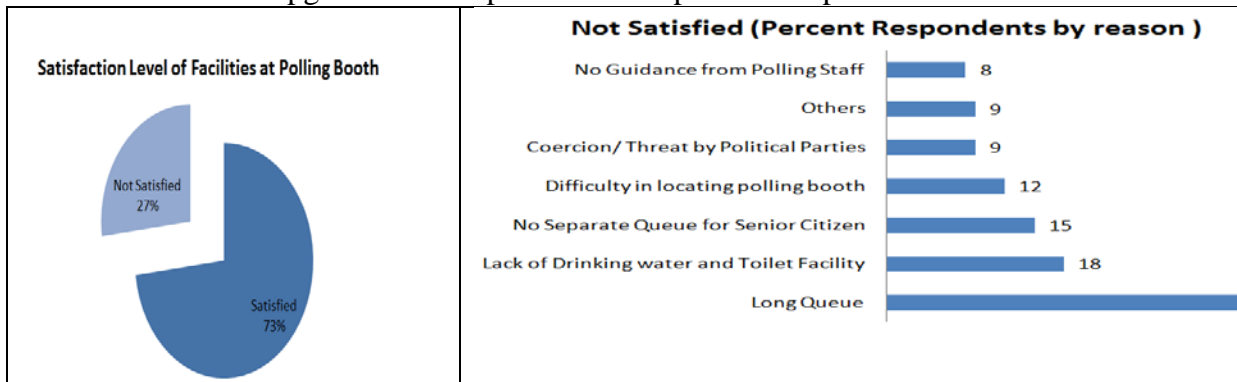 Satisfaction Level of Facilities at Polling Booth
Not Satisfied
27%
Satisfied
73%
Not Satisfied (Percent Respondents by reason )
No Guidance from Polling Staff 8
Others 9
Coercion/ Threat by Political Parties 9
Difficulty in locating polling booth 12
No Separate Queue for Senior Citizen 15
Lack of Drinking water and Toilet Facility 18
Long Queue